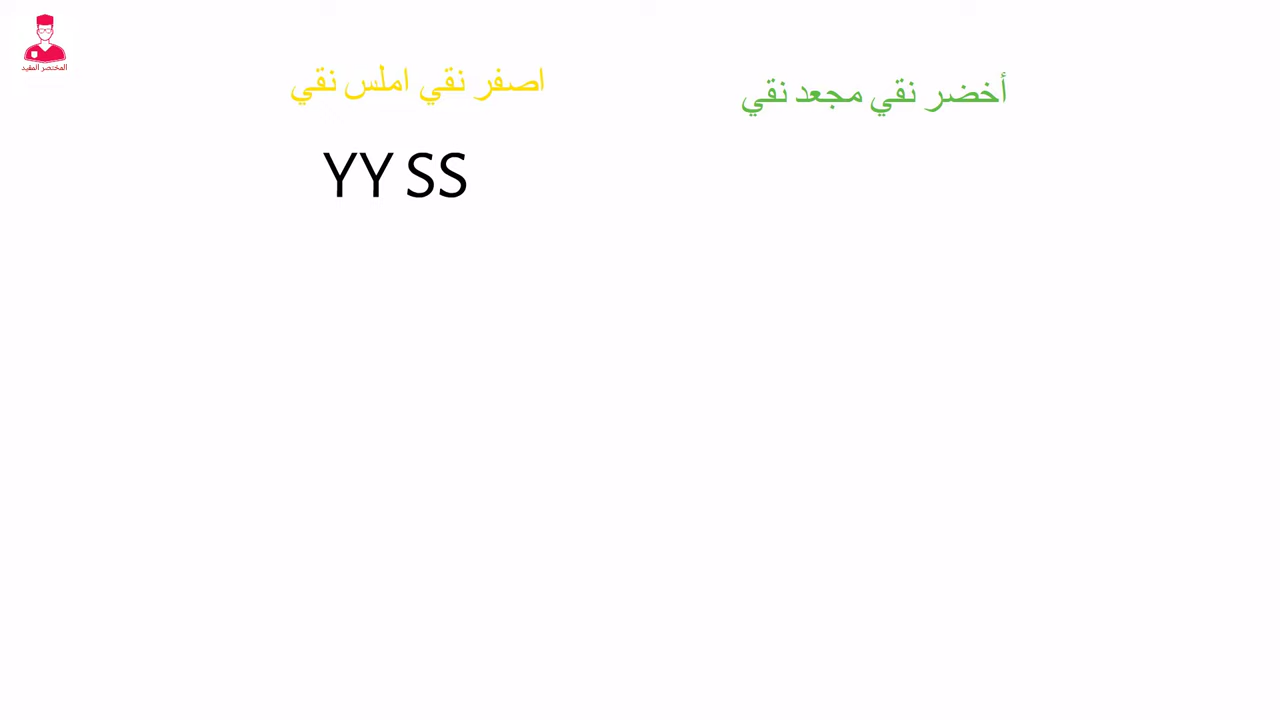 المختصر المفيد
أخضر نقي مجعد نقي
اصفر نقي املس نقي
YY SS